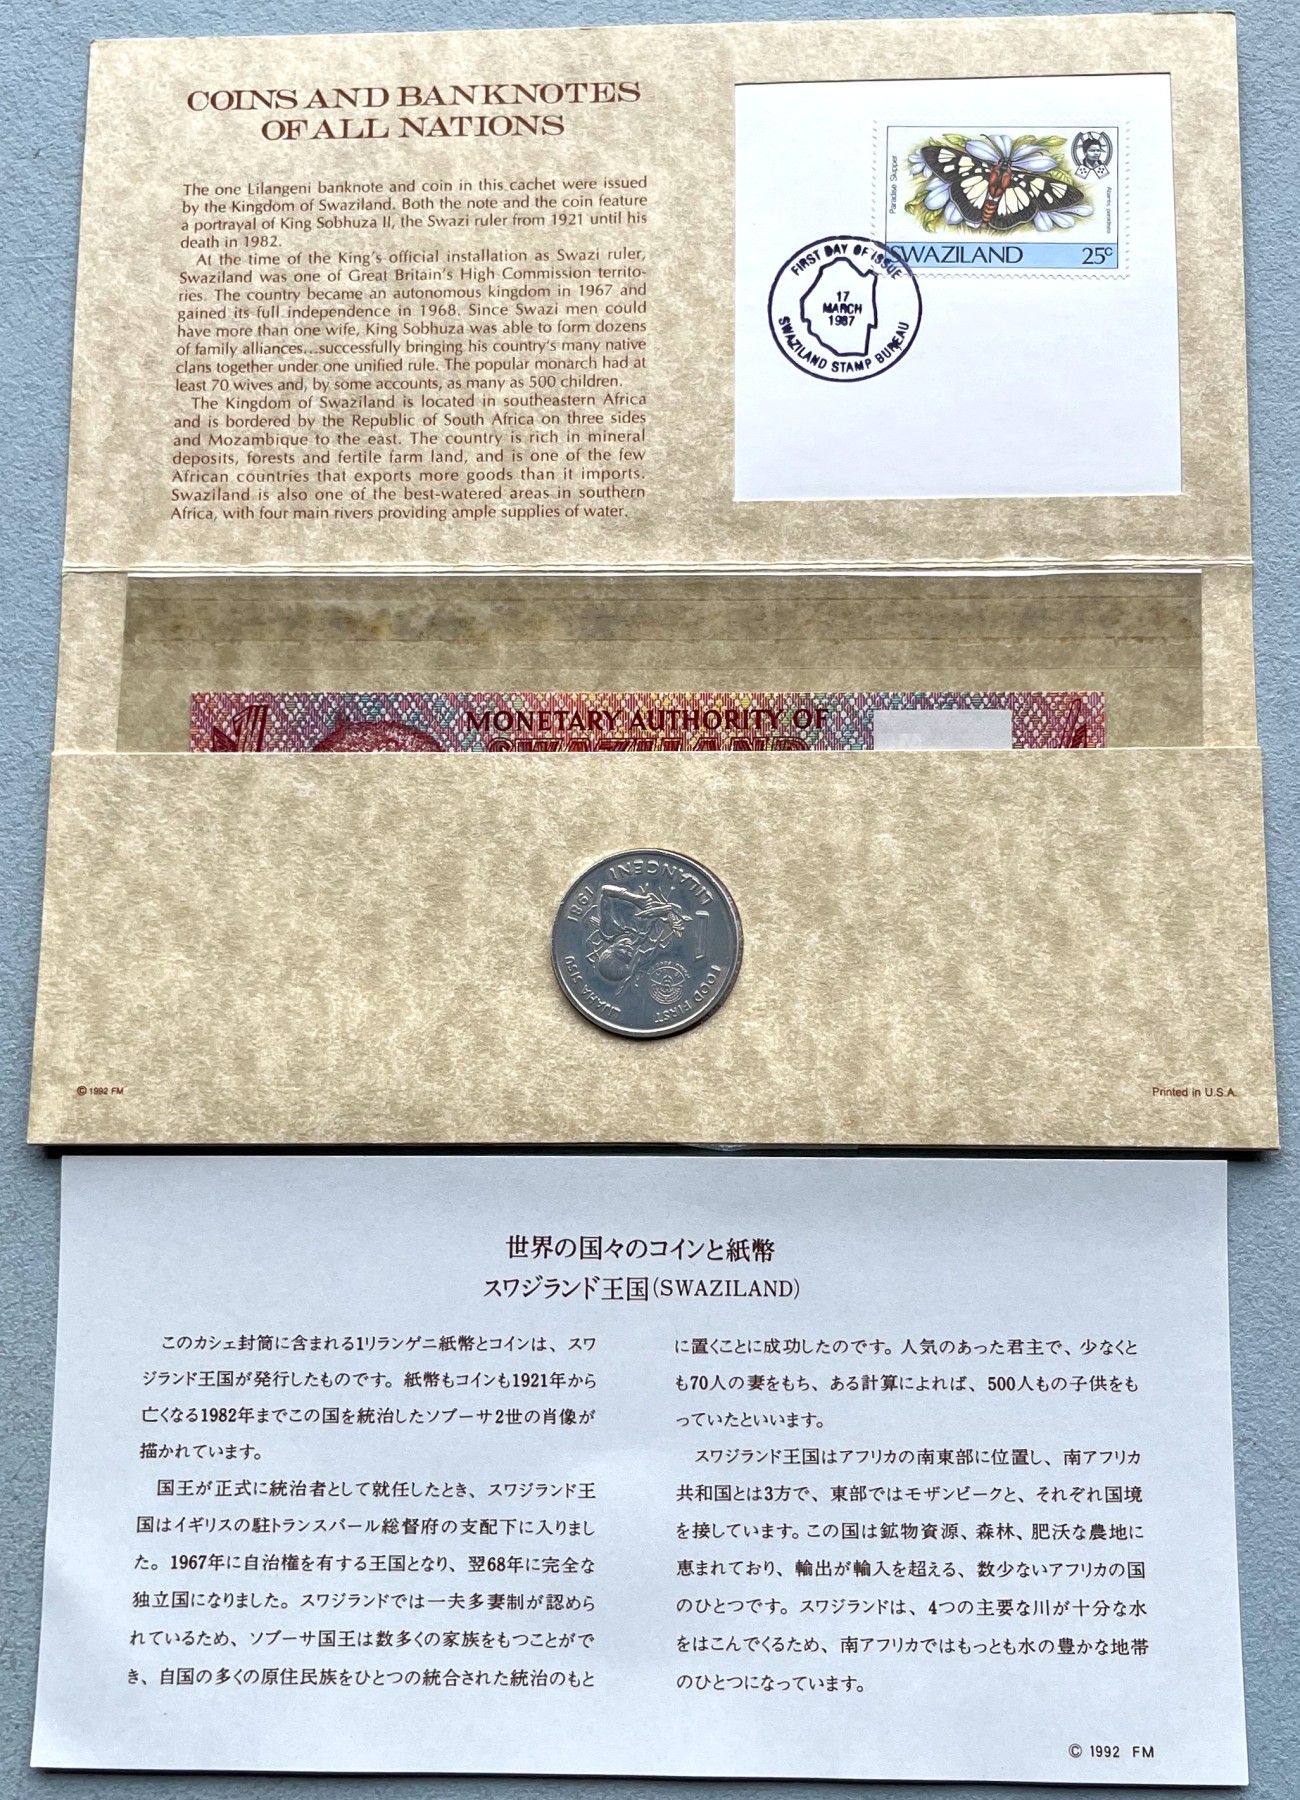 COINS AND BANKNOTES
OF ALL NATIONS
The one Lilangeni banknote and coin in this cachet were issued
by the Kingdom of Swaziland. Both the note and the coin feature
a portrayal of King Sobhuza II, the Swazi ruler from 1921 until his
death in 1982.
At the time of the King's official installation as Swazi ruler,
Swaziland was one of Great Britain's High Commission territo-
ries. The country became an autonomous kingdom in 1967 and
gained its full independence in 1968. Since Swazi men could
have more than one wife, King Sobhuza was able to form dozens
of family alliances...successfully bringing his country's many native
clans together under one unified rule. The popular monarch had at
least 70 wives and, by some accounts, as many as 500 children.
The Kingdom of Swaziland is located in southeastern Africa
and is bordered by the Republic of South Africa on three sides
and Mozambique to the east. The country is rich in mineral
deposits, forests and fertile farm land, and is one of the few
African countries that exports more goods than it imports.
Swaziland is also one of the best-watered areas in southern
Africa, with four main rivers providing ample supplies of water.
Paradise Skipper
SWAZILAND 25c
FIRST DAY OF ISSUE
17
MARCH
1987
SWAZILAND STAMP BUREAU
MONETARY AUTHORITY OF
SWAZILAND
1 LILANGENI 1981
FOOD FIRST
KUDLA KUQALA
© 1992 FM
Printed in U.S.A.
世界の国々のコインと紙幣
スワジランド王国(SWAZILAND)
このカシェ封筒に含まれる1リランゲニ紙幣とコインは、スワ
ジランド王国が発行したものです。紙幣もコインも1921年から
亡くなる1982年までこの国を統治したソブーサ2世の肖像が
描かれています。
国王が正式に統治者として就任したとき、スワジランド王
国はイギリスの駐トランスバール総督府の支配下に入りまし
た。1967年に自治権を有する王国となり、翌68年に完全な
独立国になりました。スワジランドでは一夫多妻制が認めら
れているため、ソブーサ国王は数多くの家族をもつことがで
き、自国の多くの原住民族をひとつの統合された統治のもと
に置くことに成功したのです。人気のあった君主で、少なくと
も70人の妻をもち、ある計算によれば、500人もの子供をも
っていたといいます。
スワジランド王国はアフリカの南東部に位置し、南アフリカ
共和国とは3方で、東部ではモザンビークと、それぞれ国境
を接しています。この国は鉱物資源、森林、肥沃な農地に
恵まれており、輸出が輸入を超える、数少ないアフリカの国
のひとつです。スワジランドは、4つの主要な川が十分な水
をはこんでくるため、南アフリカではもっとも水の豊かな地帯
のひとつになっています。
© 1992 FM